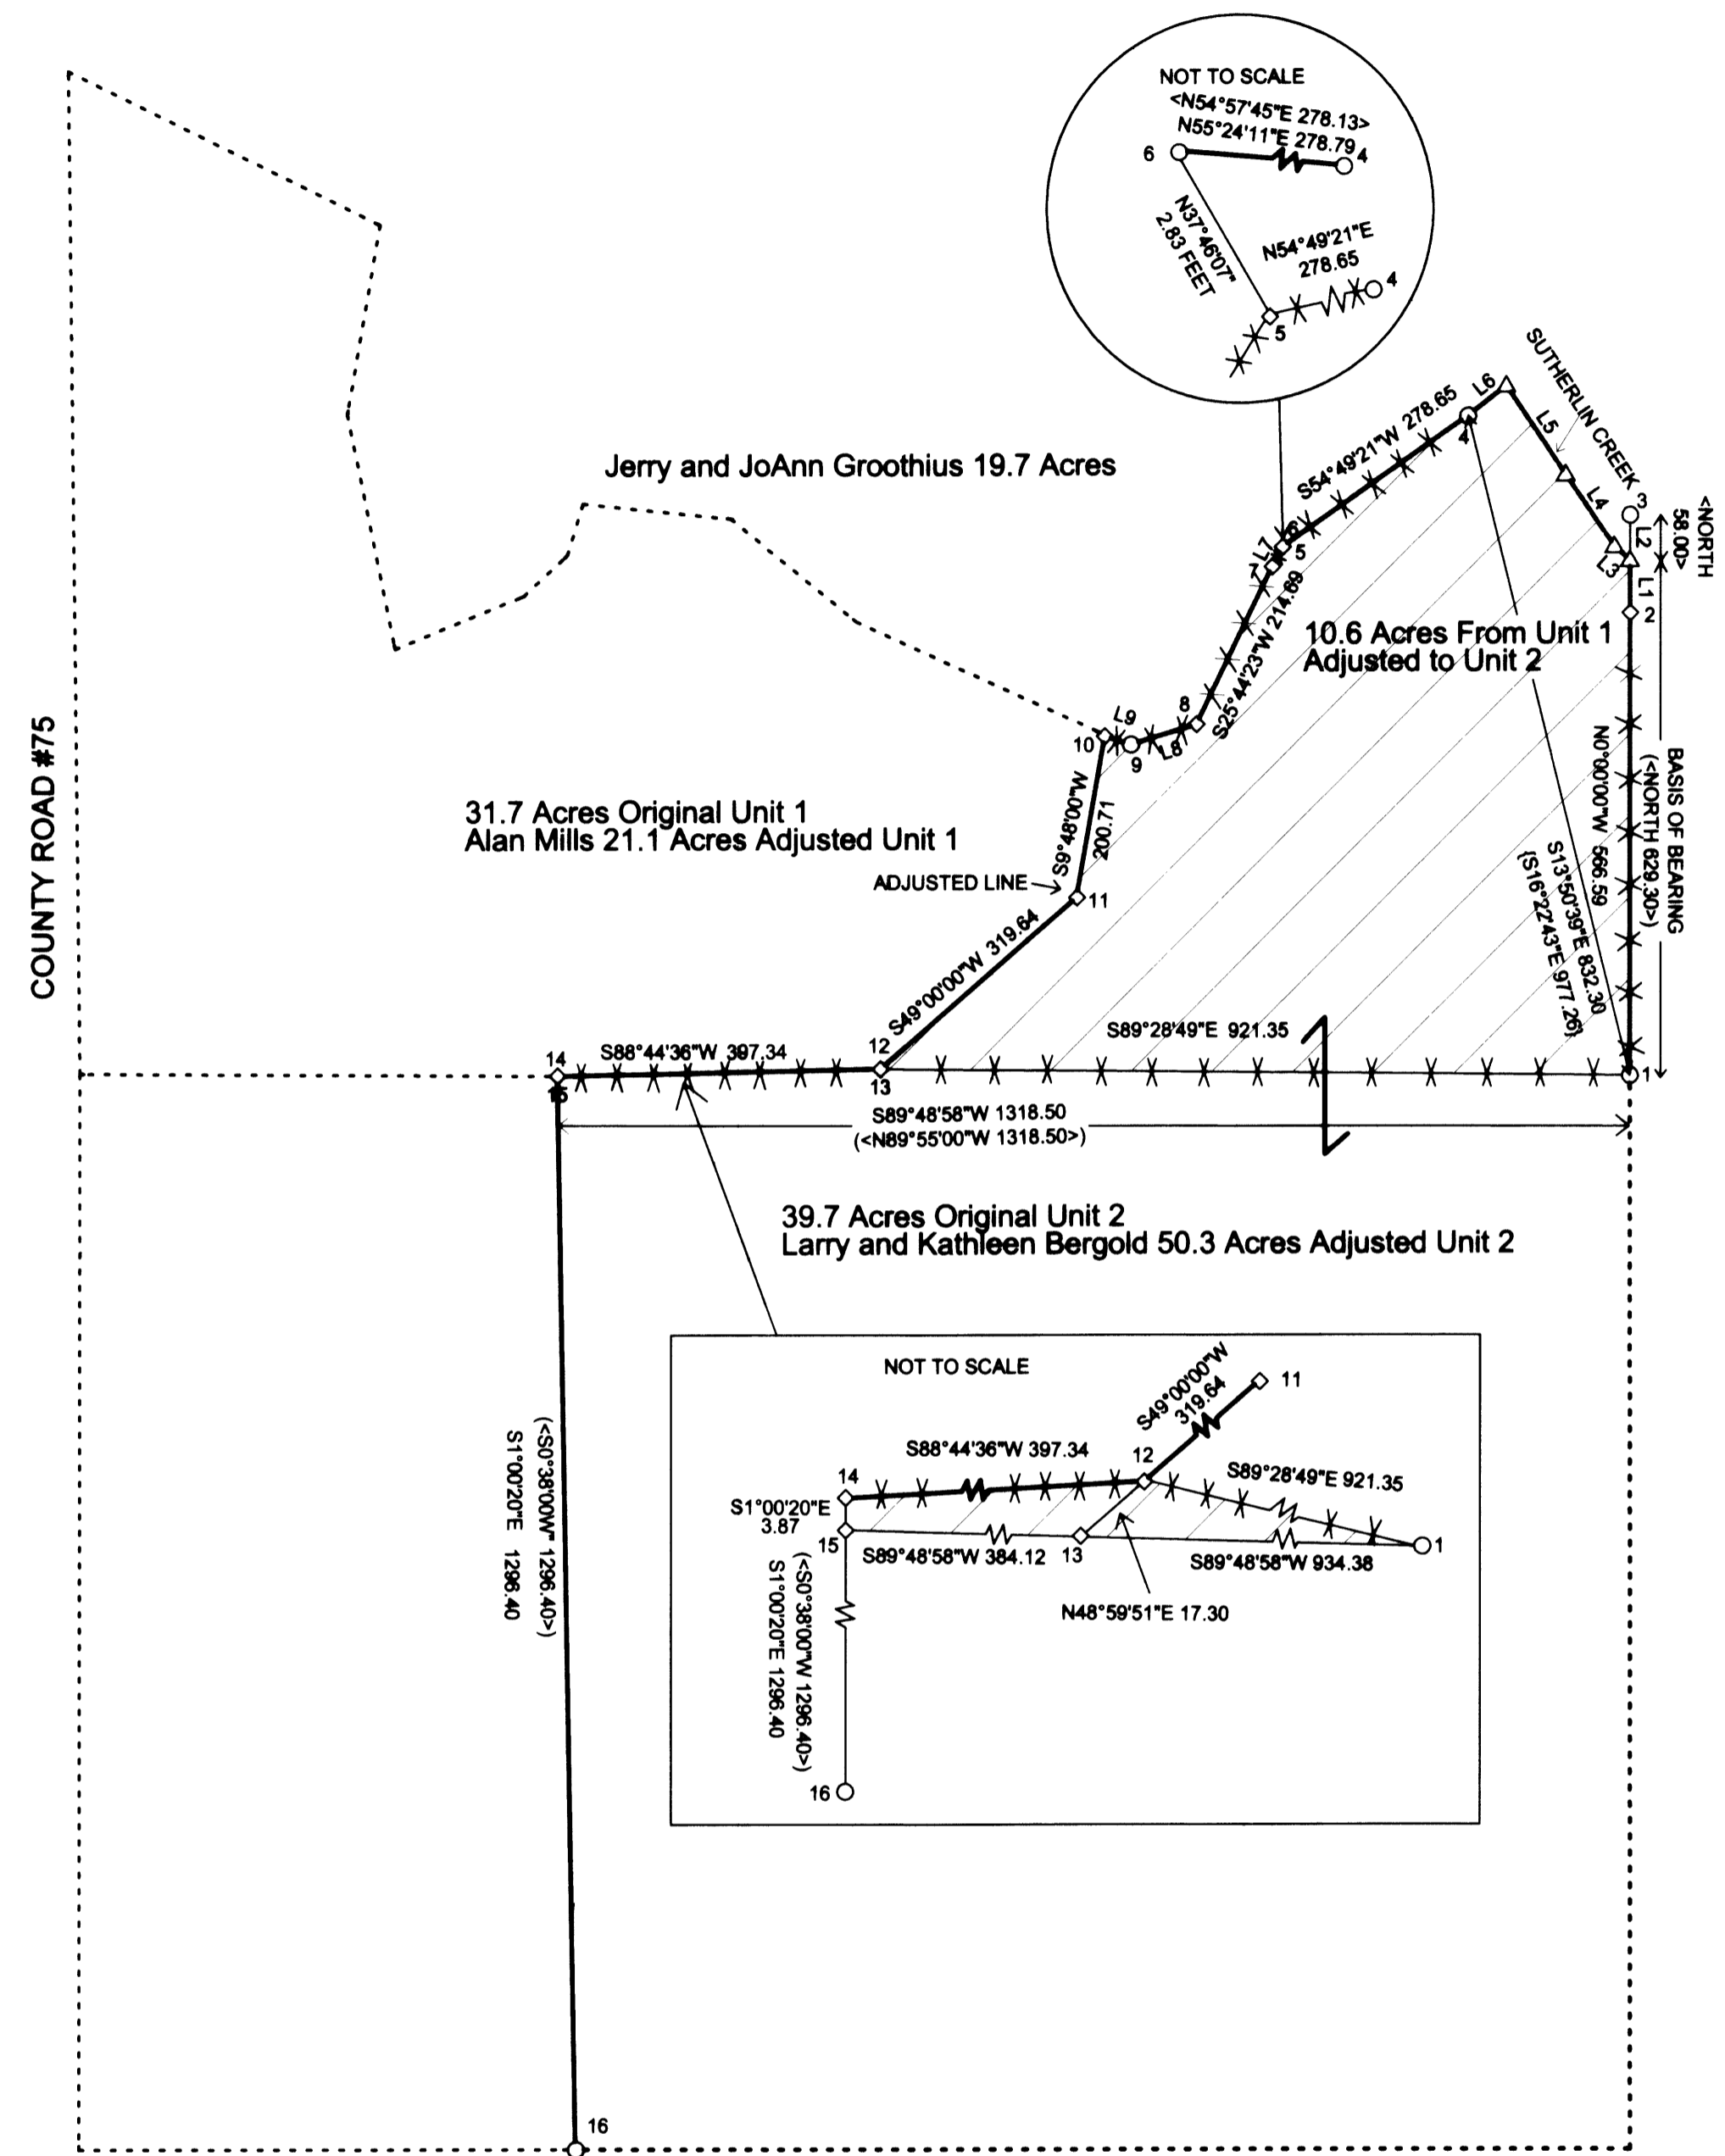 NOT TO SCALE
<N54°57'45"E 278.13>
N55°24'11"E 278.79
6
4
N37°46'07"
2.83 FEET
N54°49'21"E
278.65
4
5
SUTHERLIN CREEK
L6
L5
L4
3
L2
L3
L1
2
<NORTH
58.00>
4
S54°49'21"W 278.65
Jerry and JoAnn Groothius 19.7 Acres
6
5
L7
7
S25°44'23"W 214.69
10.6 Acres From Unit 1
Adjusted to Unit 2
8
L9
L8
10
9
COUNTY ROAD #75
BASIS OF BEARING
(<NORTH 629.30>)
N0°00'00"W 566.59
S13°50'39"E 832.30
{S16°22'43"E 977.26}
S9°48'00"W
200.71
31.7 Acres Original Unit 1
Alan Mills 21.1 Acres Adjusted Unit 1
ADJUSTED LINE
11
S49°00'00"W 319.64
S89°28'49"E 921.35
12
13
14
15
S88°44'36"W 397.34
1
S89°48'58"W 1318.50
(<N89°55'00"W 1318.50>)
39.7 Acres Original Unit 2
Larry and Kathleen Bergold 50.3 Acres Adjusted Unit 2
NOT TO SCALE
S49°00'00"W
319.64
11
S88°44'36"W 397.34
12
S89°28'49"E 921.35
14
S1°00'20"E
3.87
15
S89°48'58"W 384.12
13
S89°48'58"W 934.38
1
N48°59'51"E 17.30
(<S0°38'00"W 1296.40>)
S1°00'20"E 1296.40
16
(<S0°38'00W" 1296.40>)
S1°00'20"E 1296.40
16